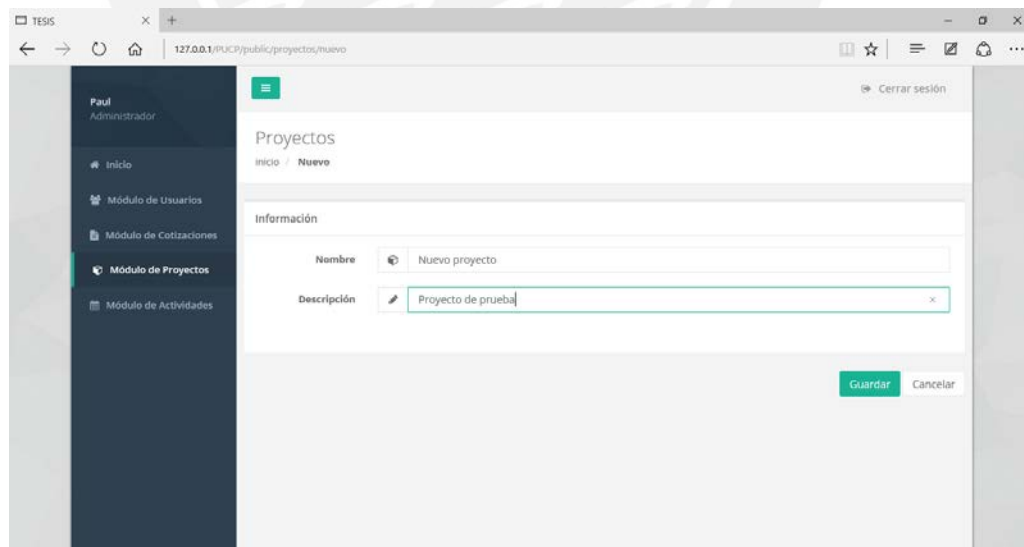 TESIS
127.0.0.1/PUCP/public/proyectos/nuevo
Paul
Administrador
Cerrar sesión
Proyectos
Inicio / Nuevo
Inicio
Módulo de Usuarios
Módulo de Cotizaciones
Módulo de Proyectos
Módulo de Actividades
Información
Nombre Nuevo proyecto
Descripción Proyecto de prueba
Guardar Cancelar